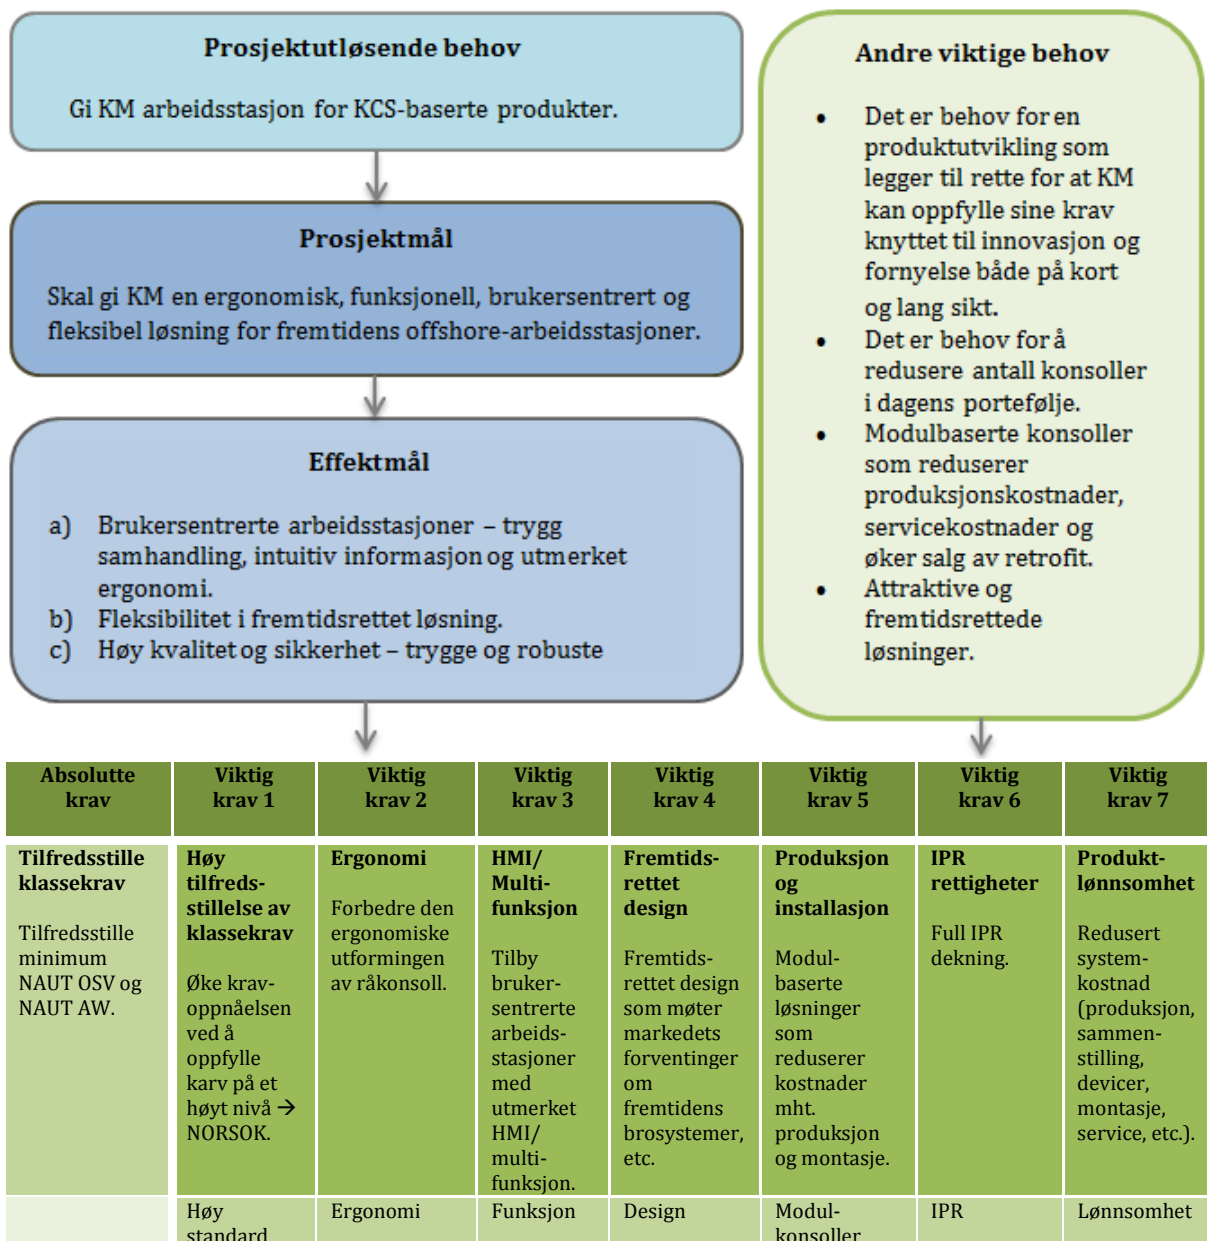 Prosjektutløsende behov
Gi KM arbeidsstasjon for KCS-baserte produkter.
Prosjektmål
Skal gi KM en ergonomisk, funksjonell, brukersentrert og
fleksibel løsning for fremtidens offshore-arbeidsstasjoner.
Effektmål
a) Brukersentrerte arbeidsstasjoner – trygg
samhandling, intuitiv informasjon og utmerket
ergonomi.
b) Fleksibilitet i fremtidsrettet løsning.
c) Høy kvalitet og sikkerhet – trygge og robuste
Andre viktige behov
• Det er behov for en
produktutvikling som
legger til rette for at KM
kan oppfylle sine krav
knyttet til innovasjon og
fornyelse både på kort
og lang sikt.
• Det er behov for å
redusere antall konsoller
i dagens portefølje.
• Modulbaserte konsoller
som reduserer
produksjonskostnader,
servicekostnader og
øker salg av retrofit.
• Attraktive og
fremtidsrettede
løsninger.
Absolutte
krav
Viktig
krav 1
Viktig
krav 2
Viktig
krav 3
Viktig
krav 4
Viktig
krav 5
Viktig
krav 6
Viktig
krav 7
Tilfredsstille
klassekrav
Tilfredsstille
minimum
NAUT OSV og
NAUT AW.
Høy
tilfreds-
stillelse av
klassekrav
Øke krav-
oppnåelsen
ved å
oppfylle
karv på et
høyt nivå →
NORSOK.
Ergonomi
Forbedre den
ergonomiske
utformingen
av råkonsoll.
HMI/
Multi-
funksjon
Tilby
bruker-
sentrerte
arbeids-
stasjoner
med
utmerket
HMI/
multi-
funksjon.
Fremtids-
rettet
design
Fremtids-
rettet design
som møter
markedets
forventinger
om
fremtidens
brosystemer,
etc.
Produksjon
og
installasjon
Modul-
baserte
løsninger
som
reduserer
kostnader
mht.
produksjon
og montasje.
IPR
rettigheter
Full IPR
dekning.
Produkt-
lønnsomhet
Redusert
system-
kostnad
(produksjon,
sammen-
stilling,
devicer,
montasje,
service, etc.).
Høy
standard
Ergonomi
Funksjon
Design
Modul-
konsoller
IPR
Lønnsomhet